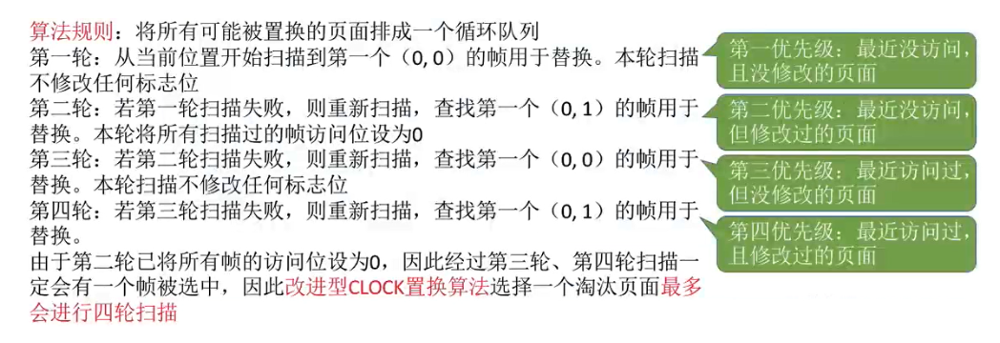 算法规则：将所有可能被置换的页面排成一个循环队列
第一轮：从当前位置开始扫描到第一个（0, 0）的帧用于替换。本轮扫描
不修改任何标志位
第二轮：若第一轮扫描失败，则重新扫描，查找第一个（0, 1）的帧用于
替换。本轮将所有扫描过的帧访问位设为0
第三轮：若第二轮扫描失败，则重新扫描，查找第一个（0, 0）的帧用于
替换。本轮扫描不修改任何标志位
第四轮：若第三轮扫描失败，则重新扫描，查找第一个（0, 1）的帧用于
替换。
由于第二轮已将所有帧的访问位设为0，因此经过第三轮、第四轮扫描一
定会有一个帧被选中，因此改进型CLOCK置换算法选择一个淘汰页面最多
会进行四轮扫描
第一优先级：最近没访问，
且没修改的页面
第二优先级：最近没访问，
但修改过的页面
第三优先级：最近访问过，
但没修改的页面
第四优先级：最近访问过，
且修改过的页面